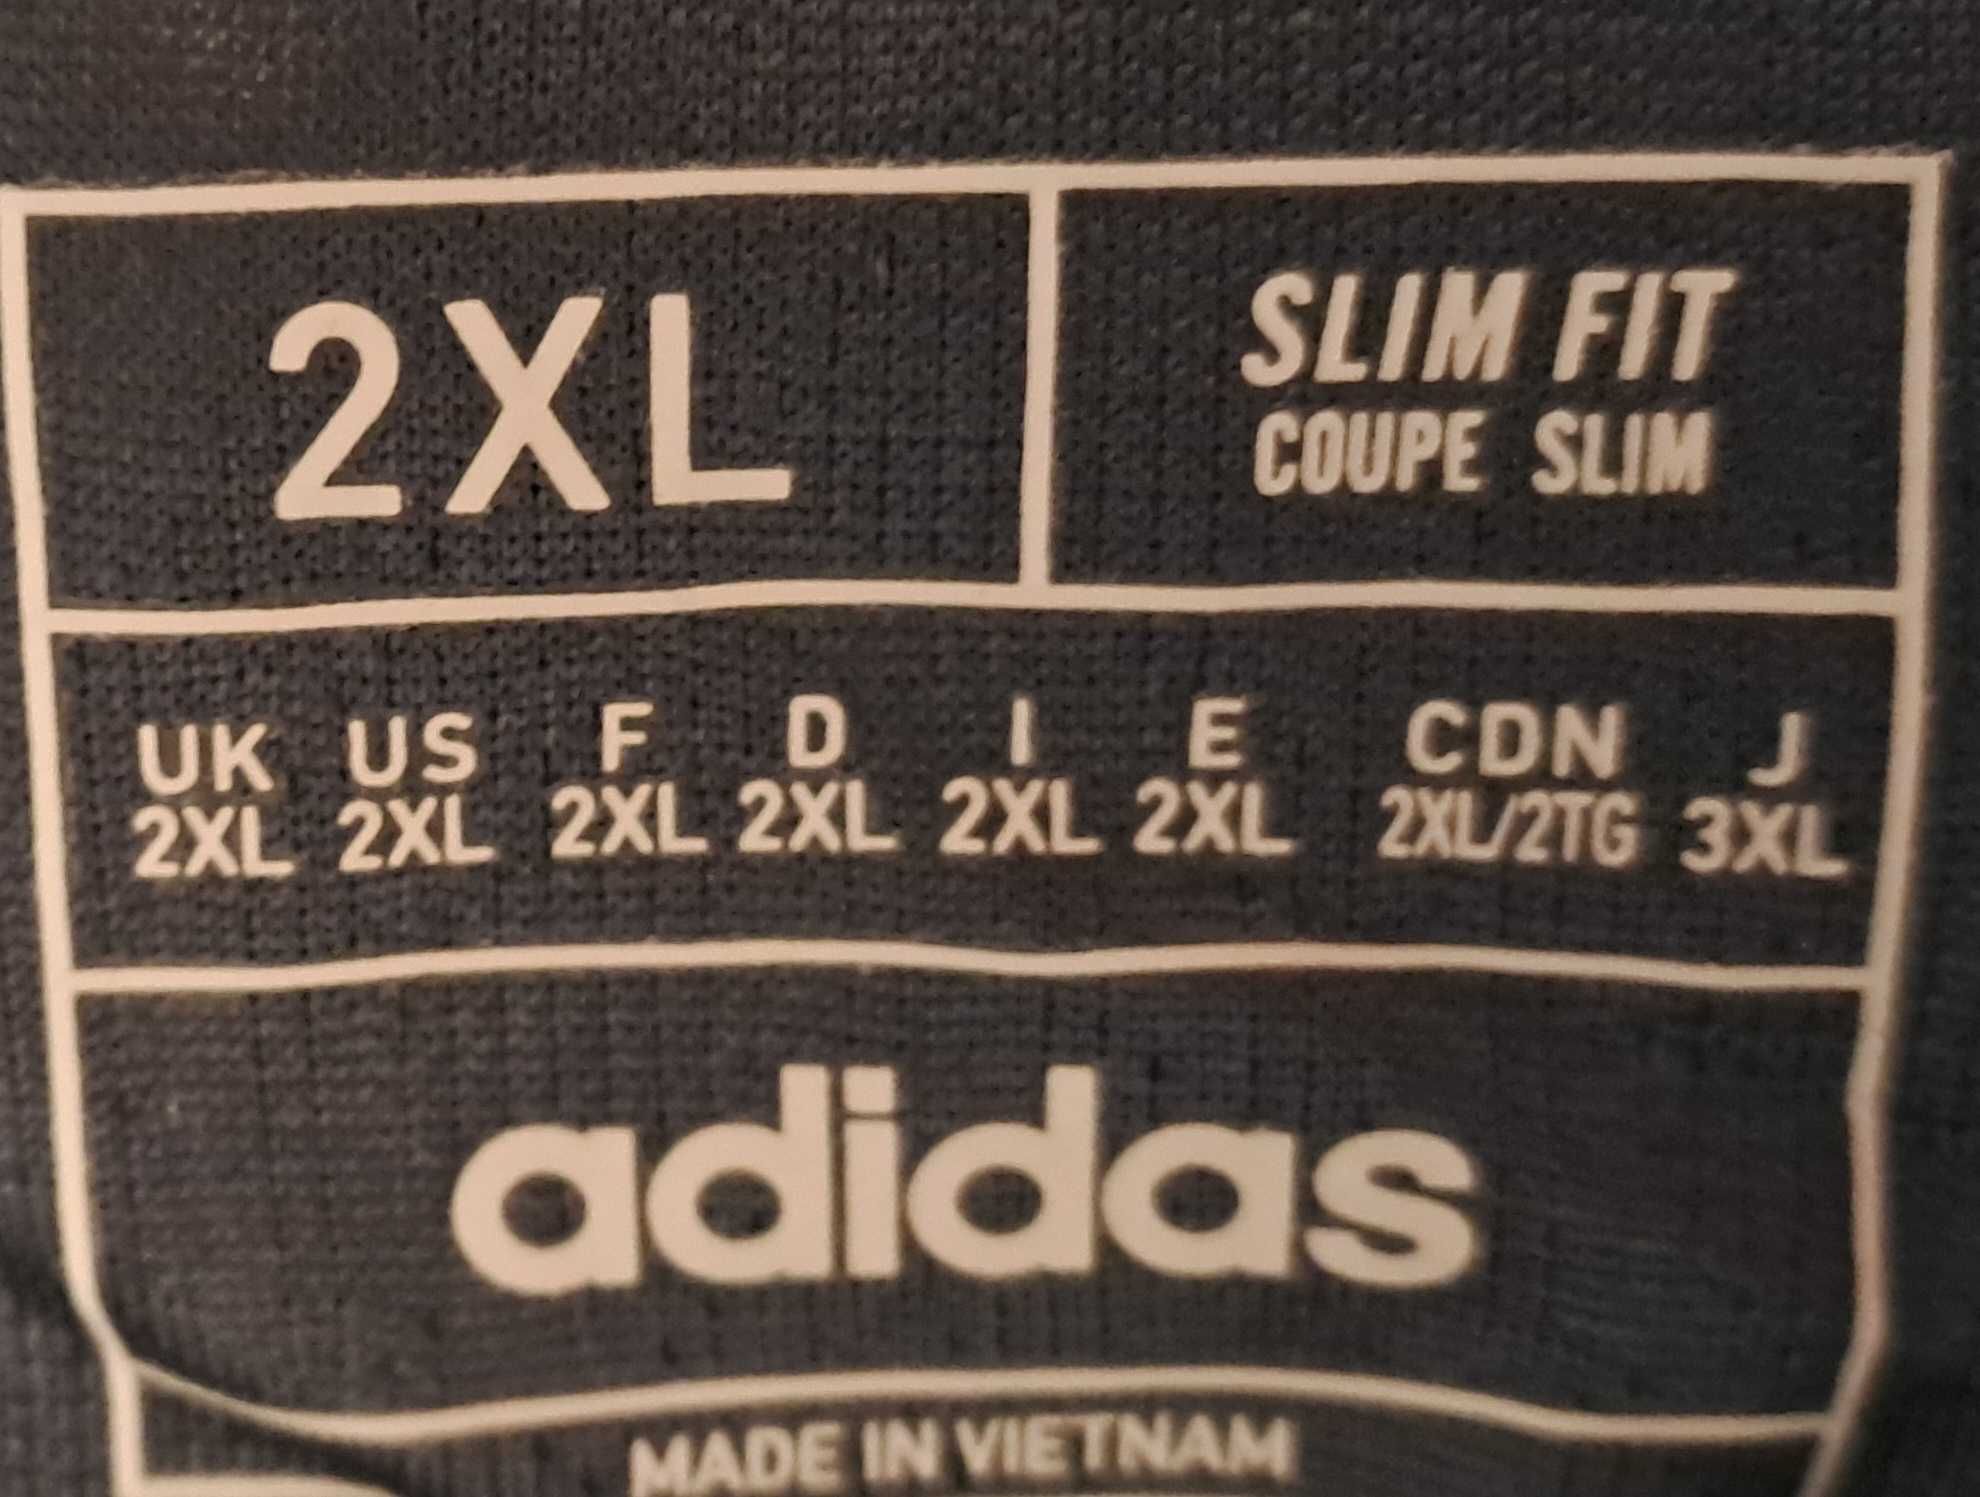 2XL
SLIM FIT
COUPE SLIM
UK US F D I E CDN J
2XL 2XL 2XL 2XL 2XL 2XL 2XL/2TG 3XL
adidas
MADE IN VIETNAM